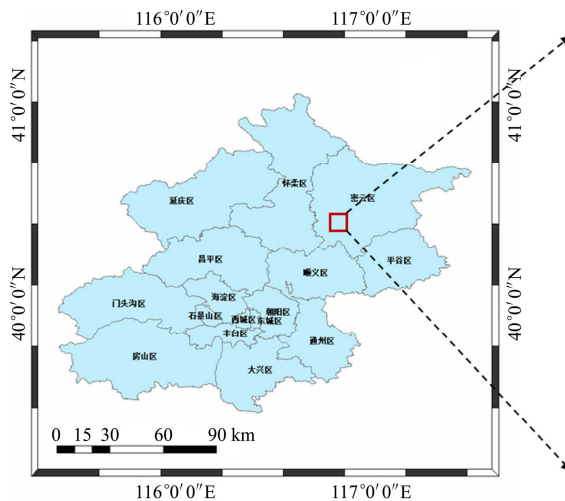 116°0′0″E 117°0′0″E
41°0′0″N 41°0′0″N
怀柔区
延庆区 密云区
昌平区 顺义区 平谷区
40°0′0″N 40°0′0″N
门头沟区 海淀区 朝阳区
石景山区 西城区 东城区
丰台区 通州区
房山区 大兴区
0 15 30 60 90 km
116°0′0″E 117°0′0″E